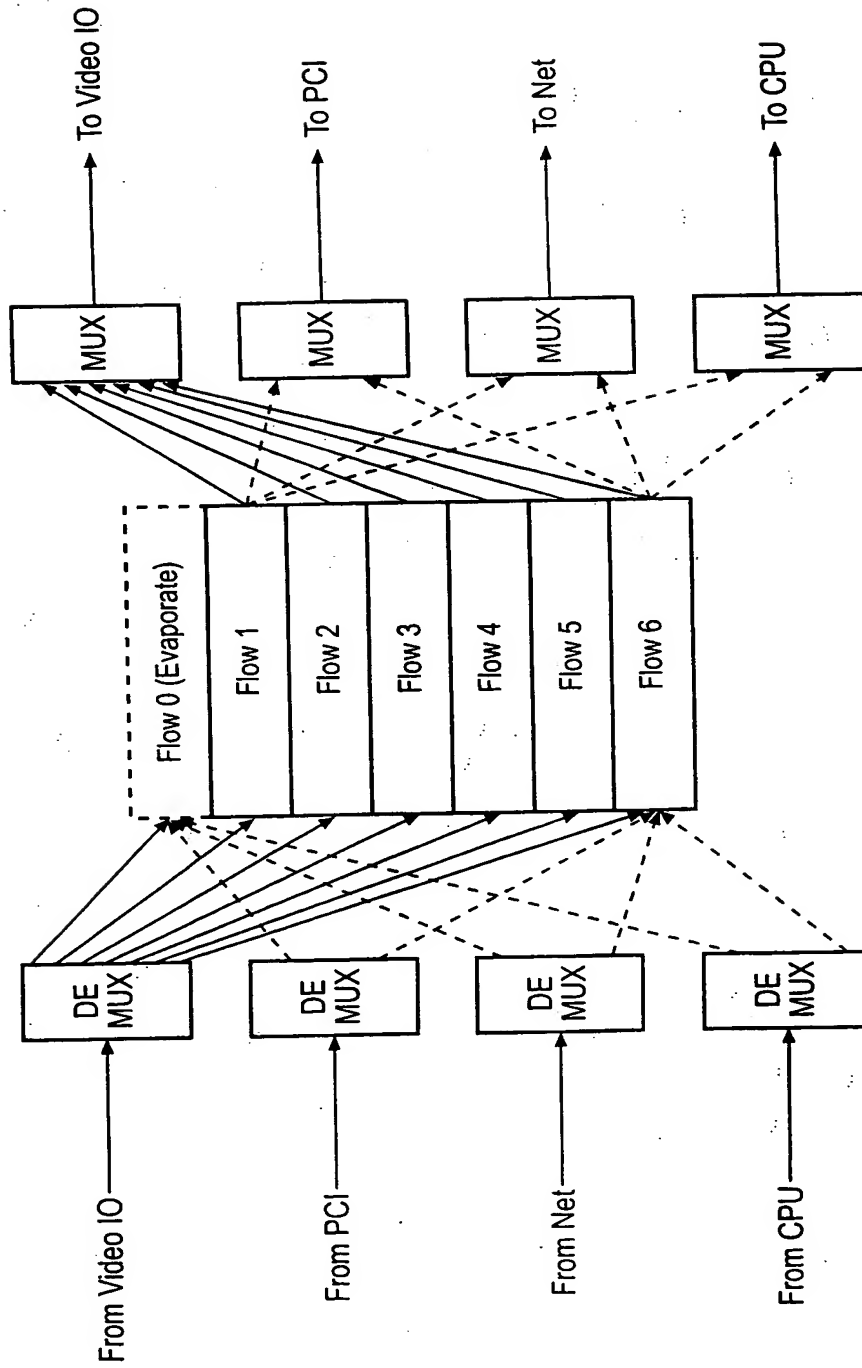 From Video IO
From PCI
From Net
From CPU
DE
MUX
DE
MUX
DE
MUX
DE
MUX
Flow 0 (Evaporate)
Flow 1
Flow 2
Flow 3
Flow 4
Flow 5
Flow 6
MUX
MUX
MUX
MUX
To Video IO
To PCI
To Net
To CPU